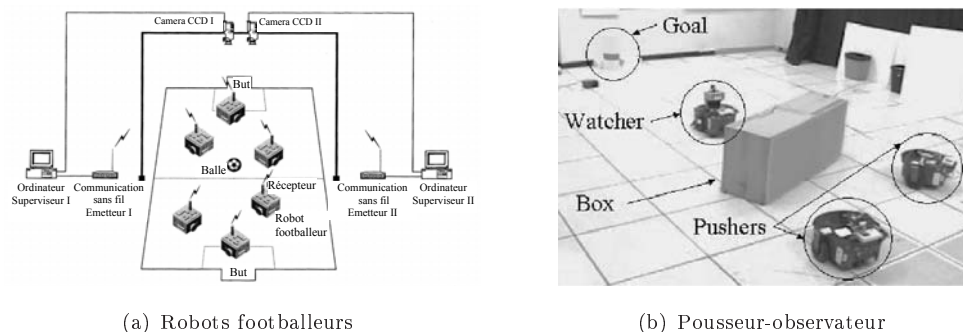 Camera CCD I
Camera CCD II
But
Balle
Récepteur
Robot
footballeur
But
Ordinateur
Superviseur I
Communication
sans fil
Emetteur I
Communication
sans fil
Emetteur II
Ordinateur
Superviseur II
(a) Robots footballeurs
Goal
Watcher
Box
Pushers
(b) Pousseur-observateur